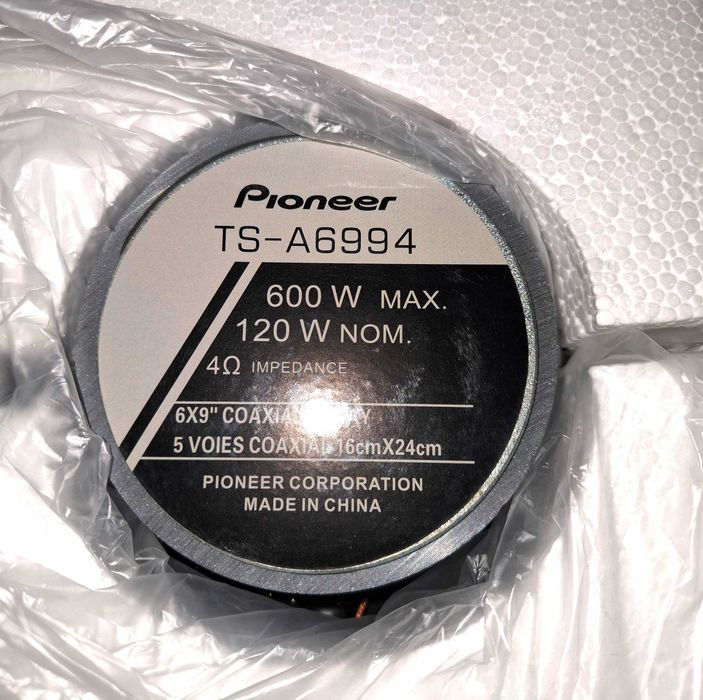 Pioneer
TS-A6994
600 W MAX.
120 W NOM.
4Ω IMPEDANCE
6X9" COAXIAL
5 VOIES COAXIAL 16cmX24cm
PIONEER CORPORATION
MADE IN CHINA